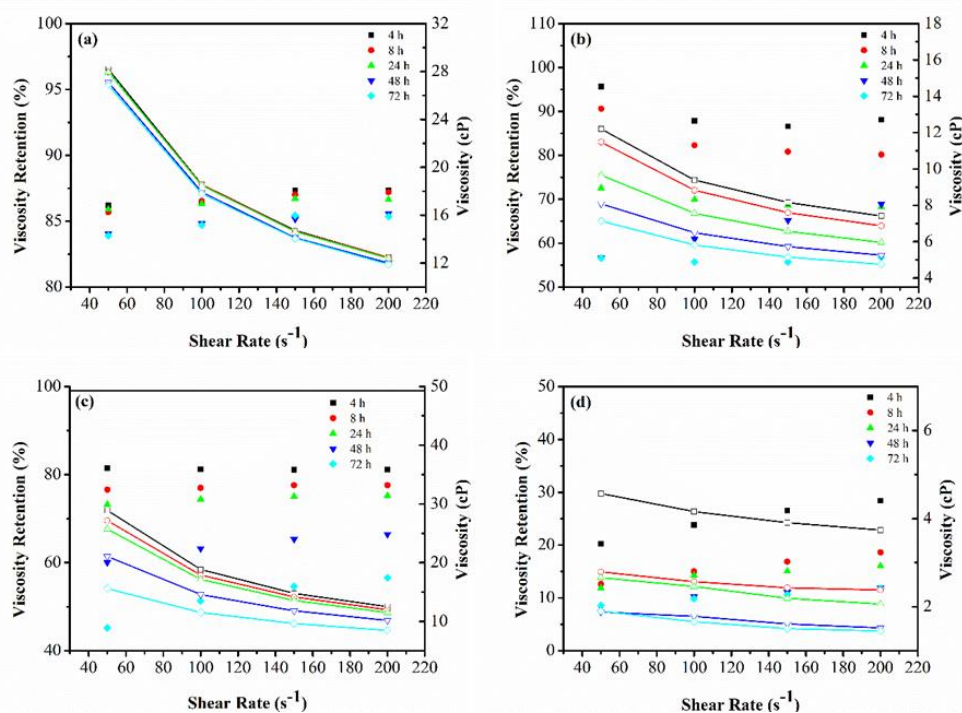 (a)
4 h
8 h
24 h
48 h
72 h
Viscosity Retention (%)
100
95
90
85
80
Viscosity (cP)
32
28
24
20
16
12
40 60 80 100 120 140 160 180 200 220
Shear Rate (s-1)
(b)
4 h
8 h
24 h
48 h
72 h
Viscosity Retention (%)
110
100
90
80
70
60
50
Viscosity (cP)
18
16
14
12
10
8
6
4
40 60 80 100 120 140 160 180 200 220
Shear Rate (s-1)
(c)
4 h
8 h
24 h
48 h
72 h
Viscosity Retention (%)
100
80
60
40
Viscosity (cP)
50
40
30
20
10
40 60 80 100 120 140 160 180 200 220
Shear Rate (s-1)
(d)
4 h
8 h
24 h
48 h
72 h
Viscosity Retention (%)
50
40
30
20
10
0
Viscosity (cP)
6
4
2
40 60 80 100 120 140 160 180 200 220
Shear Rate (s-1)